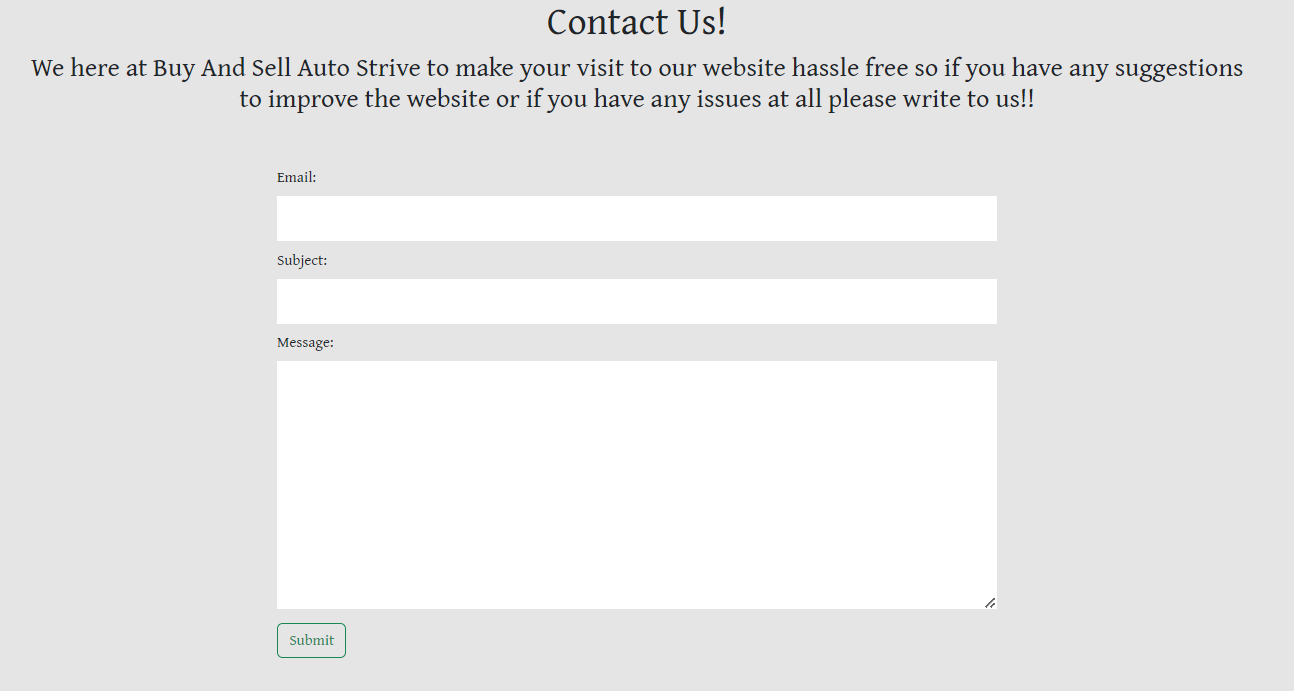 Contact Us!
We here at Buy And Sell Auto Strive to make your visit to our website hassle free so if you have any suggestions
to improve the website or if you have any issues at all please write to us!!
Email:
Subject:
Message:
Submit